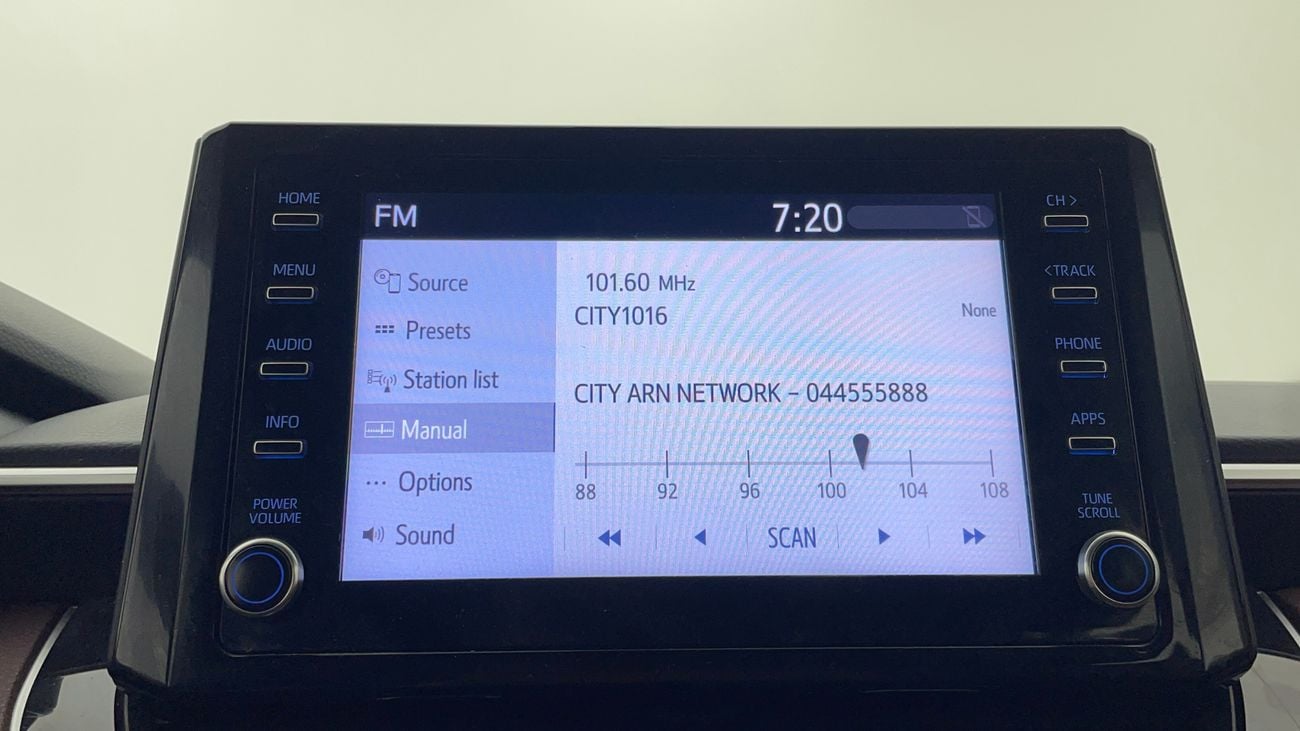 HOME
MENU
AUDIO
INFO
POWER
VOLUME
FM
7:20
Source
Presets
Station list
Manual
Options
Sound
101.60 MHz
CITY1016
None
CITY ARN NETWORK – 044555888
88 92 96 100 104 108
SCAN
CH >
< TRACK
PHONE
APPS
TUNE
SCROLL